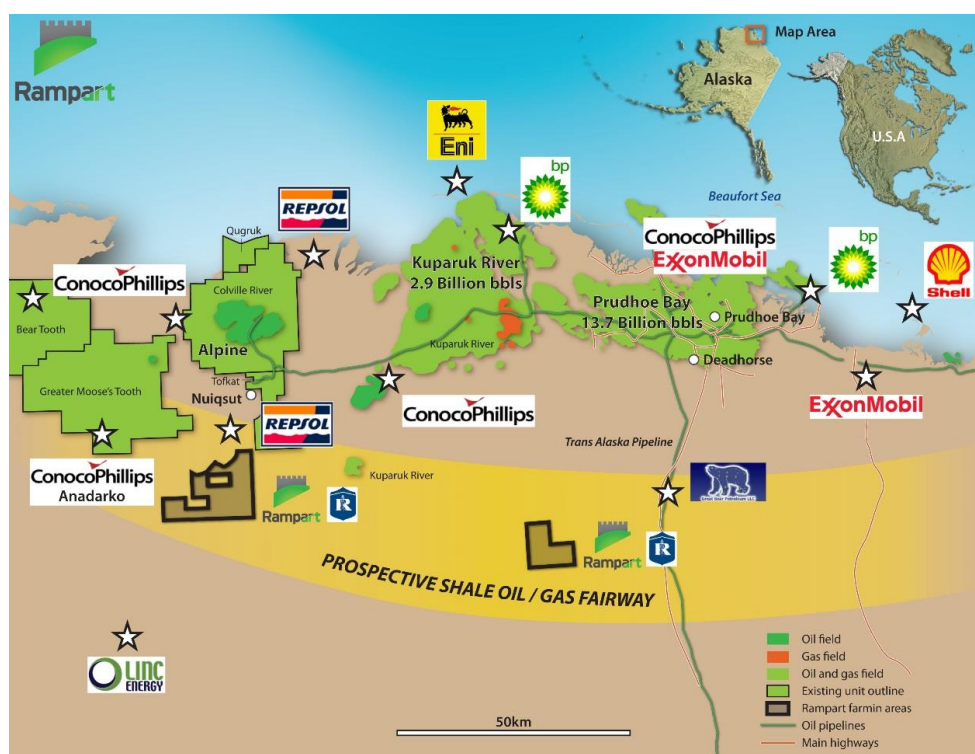 Rampart
Map Area
Alaska
U.S.A
Beaufort Sea
Eni
bp
REPSOL
Qugruk
ConocoPhillips
ExxonMobil
bp
Shell
Kuparuk River
2.9 Billion bbls
ConocoPhillips
Colville River
Prudhoe Bay
13.7 Billion bbls
Prudhoe Bay
Bear Tooth
Alpine
Kuparuk River
Deadhorse
Greater Moose's Tooth
Tofkat
Nuiqsut
ConocoPhillips
ExxonMobil
REPSOL
Trans Alaska Pipeline
ConocoPhillips
Anadarko
Kuparuk River
Great Bear Petroleum LLC
Rampart
R
Rampart
R
PROSPECTIVE SHALE OIL / GAS FAIRWAY
LINC
ENERGY
Oil field
Gas field
Oil and gas field
Existing unit outline
Rampart farmin areas
Oil pipelines
Main highways
50km